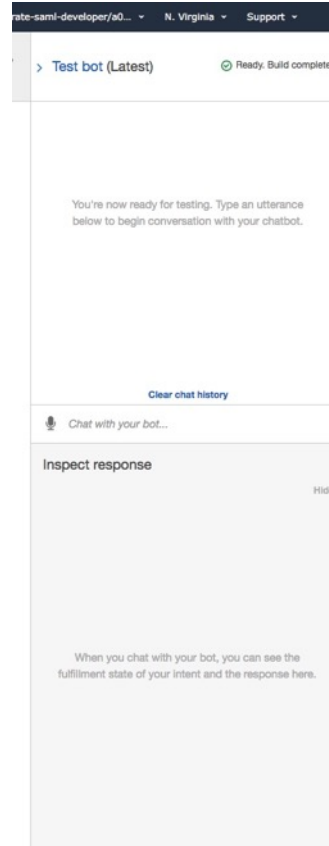 rate-saml-developer/a0... N. Virginia Support
Test bot (Latest) Ready. Build complete
You're now ready for testing. Type an utterance
below to begin conversation with your chatbot.
Clear chat history
Chat with your bot...
Inspect response
Hid
When you chat with your bot, you can see the
fulfillment state of your intent and the response here.